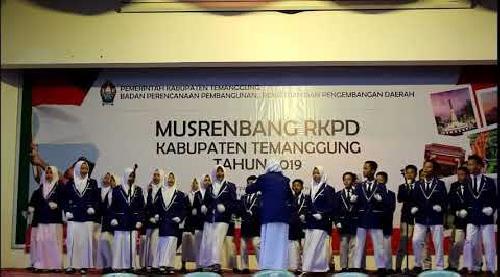 PEMERINTAH KABUPATEN TEMANGGUNG
BADAN PERENCANAAN PEMBANGUNAN, PENELITIAN DAN PENGEMBANGAN DAERAH
MUSRENBANG RKPD
KABUPATEN TEMANGGUNG
TAHUN 2019